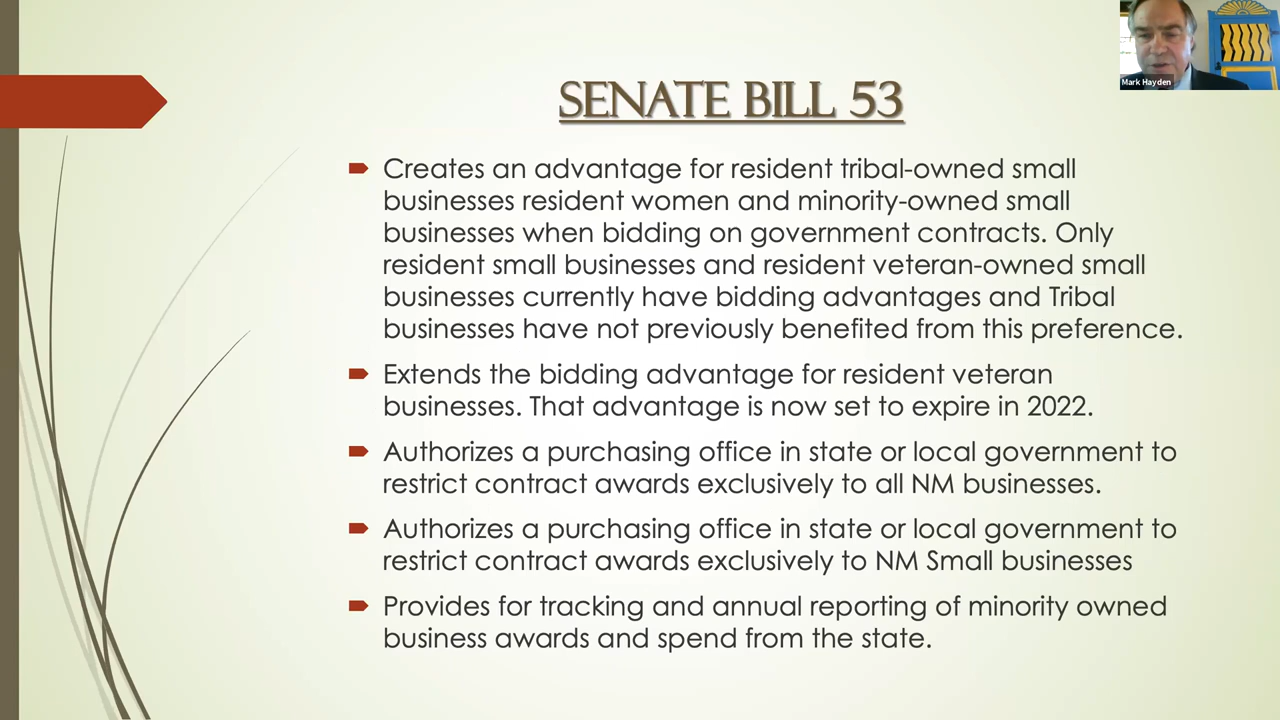 Mark Hayden
SENATE BILL 53
Creates an advantage for resident tribal-owned small
businesses resident women and minority-owned small
businesses when bidding on government contracts. Only
resident small businesses and resident veteran-owned small
businesses currently have bidding advantages and Tribal
businesses have not previously benefited from this preference.
Extends the bidding advantage for resident veteran
businesses. That advantage is now set to expire in 2022.
Authorizes a purchasing office in state or local government to
restrict contract awards exclusively to all NM businesses.
Authorizes a purchasing office in state or local government to
restrict contract awards exclusively to NM Small businesses
Provides for tracking and annual reporting of minority owned
business awards and spend from the state.